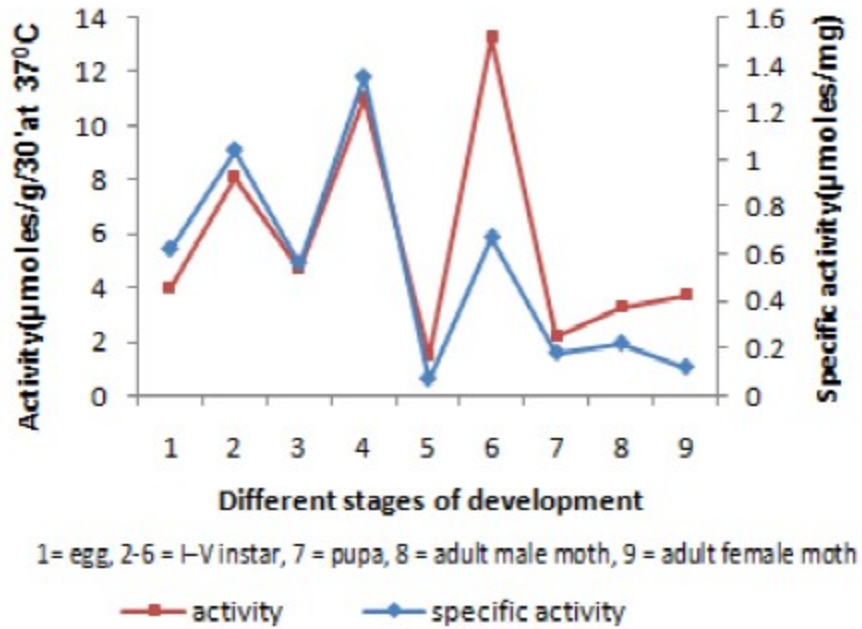 Activity(µmoles/g/30'at 37⁰C
14
12
10
8
6
4
2
0
1.6
1.4
1.2
1
0.8
0.6
0.4
0.2
0
Specific activity(µmoles/mg)
1 2 3 4 5 6 7 8 9
Different stages of development
1= egg, 2-6 = I–V instar, 7 = pupa, 8 = adult male moth, 9 = adult female moth
activity specific activity